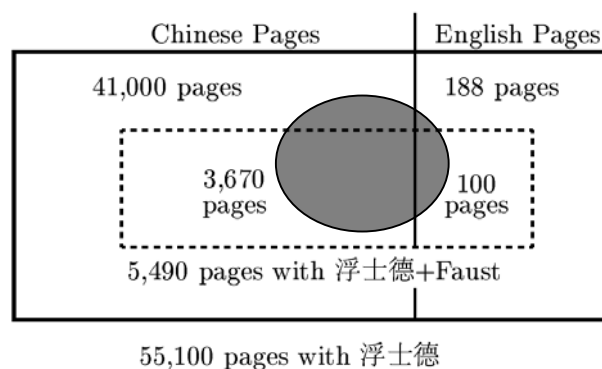 Chinese Pages English Pages
41,000 pages 188 pages
3,670 100
pages pages
5,490 pages with 浮士德+Faust
55,100 pages with 浮士德